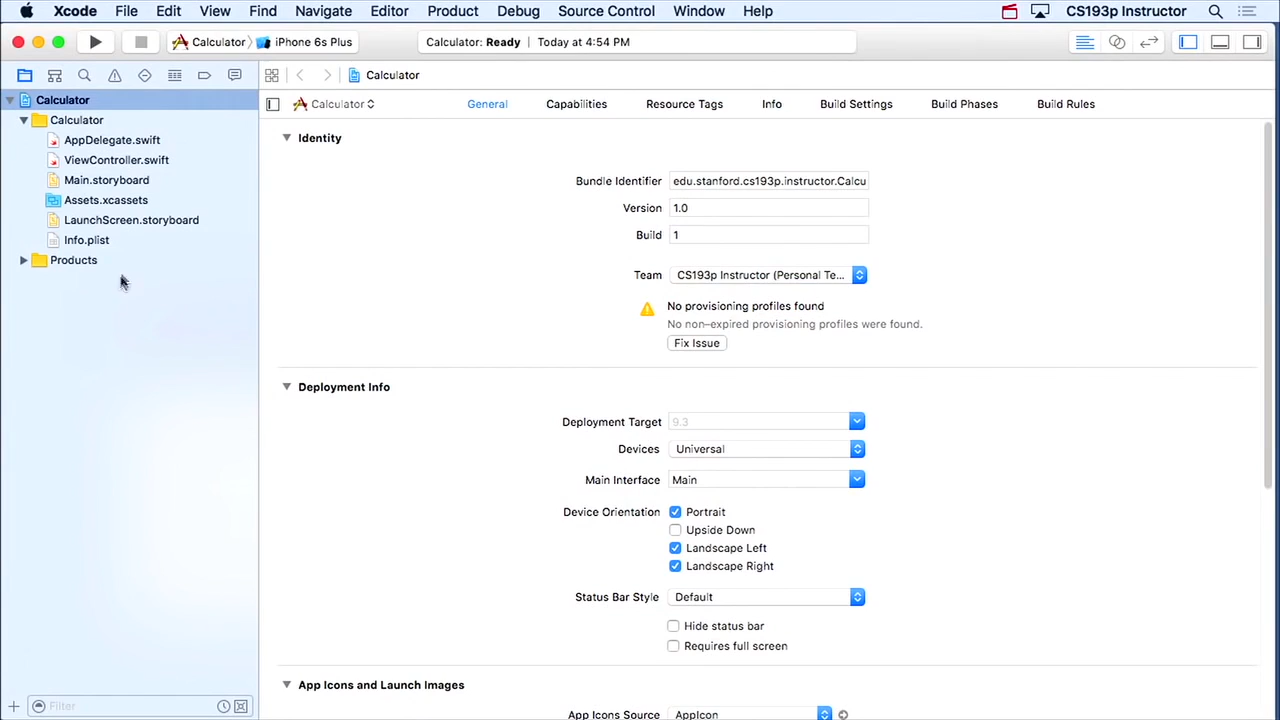 Xcode File Edit View Find Navigate Editor Product Debug Source Control Window Help CS193p Instructor
Calculator iPhone 6s Plus Calculator: Ready Today at 4:54 PM
Calculator
Calculator General Capabilities Resource Tags Info Build Settings Build Phases Build Rules
Calculator
Calculator
AppDelegate.swift
ViewController.swift
Main.storyboard
Assets.xcassets
LaunchScreen.storyboard
Info.plist
Products
Filter
Identity
Bundle Identifier edu.stanford.cs193p.instructor.Calcu
Version 1.0
Build 1
Team CS193p Instructor (Personal Te...
No provisioning profiles found
No non-expired provisioning profiles were found.
Fix Issue
Deployment Info
Deployment Target 9.3
Devices Universal
Main Interface Main
Device Orientation Portrait
Upside Down
Landscape Left
Landscape Right
Status Bar Style Default
Hide status bar
Requires full screen
App Icons and Launch Images
App Icons Source AppIcon